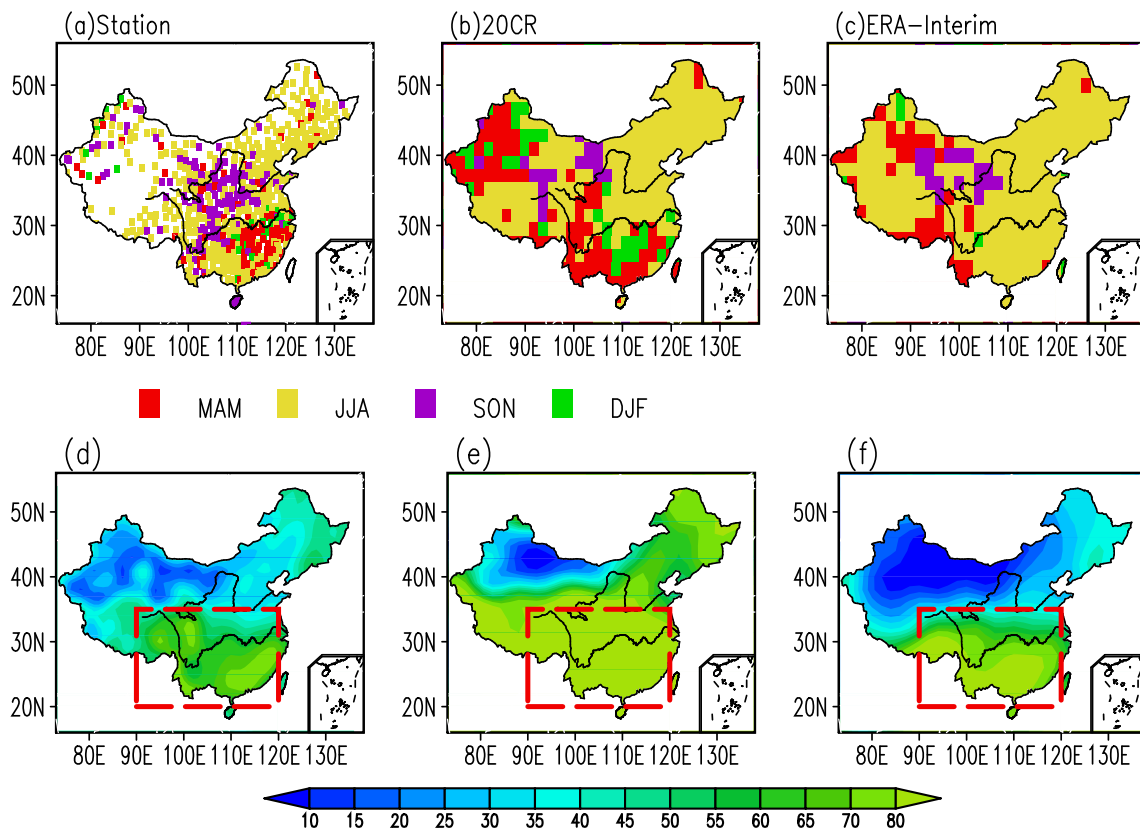 (a)Station
(b)20CR
(c)ERA-Interim
50N
40N
30N
20N
80E 90E 100E 110E 120E 130E
50N
40N
30N
20N
80E 90E 100E 110E 120E 130E
50N
40N
30N
20N
80E 90E 100E 110E 120E 130E
MAM JJA SON DJF
(d)
(e)
(f)
50N
40N
30N
20N
80E 90E 100E 110E 120E 130E
50N
40N
30N
20N
80E 90E 100E 110E 120E 130E
50N
40N
30N
20N
80E 90E 100E 110E 120E 130E
10 15 20 25 30 35 45 50 55 60 65 70 80